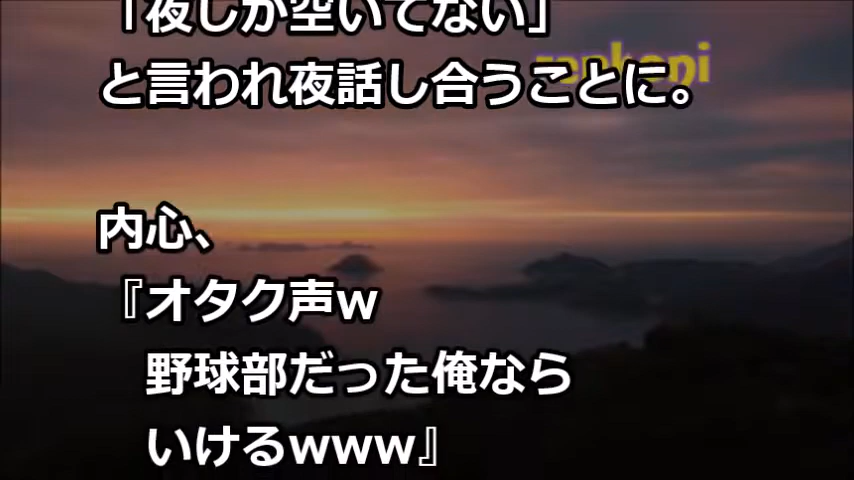 「夜しか空いてない」
と言われ夜話し合うことに。
内心、
『オタク声w
野球部だった俺なら
いけるwww』